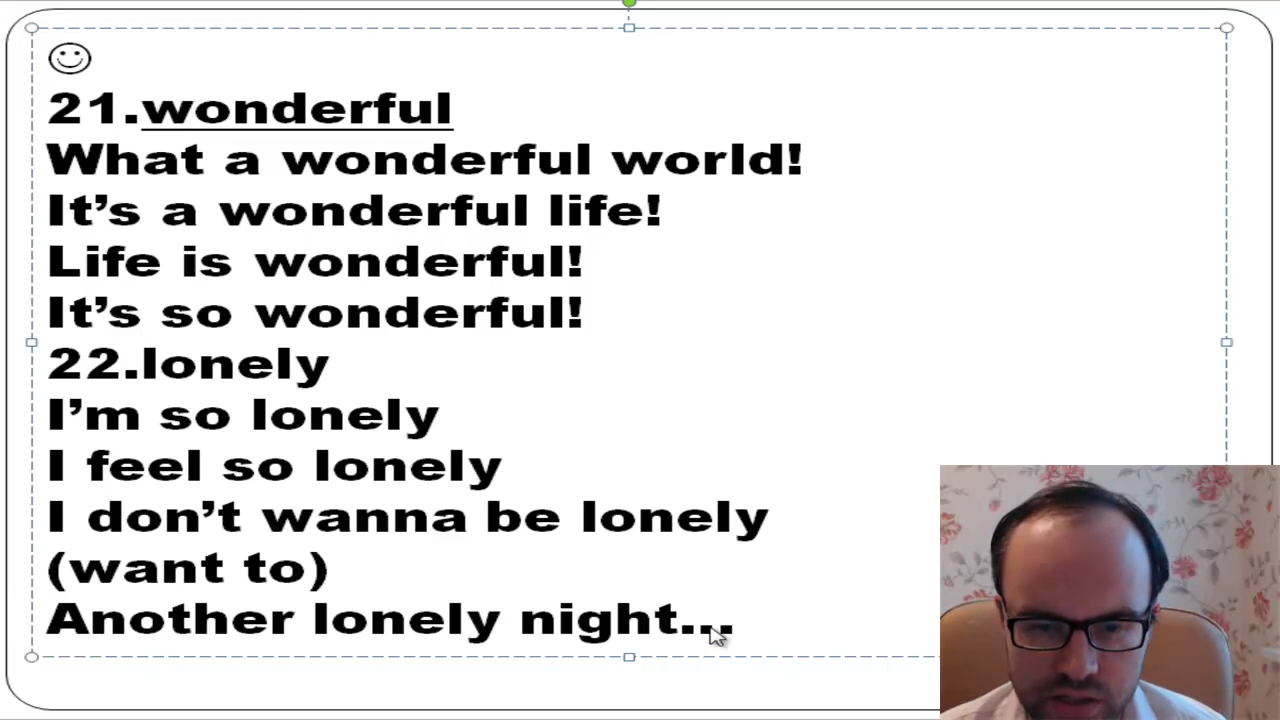 21.wonderful
What a wonderful world!
It’s a wonderful life!
Life is wonderful!
It’s so wonderful!
22.lonely
I’m so lonely
I feel so lonely
I don’t wanna be lonely
(want to)
Another lonely night...